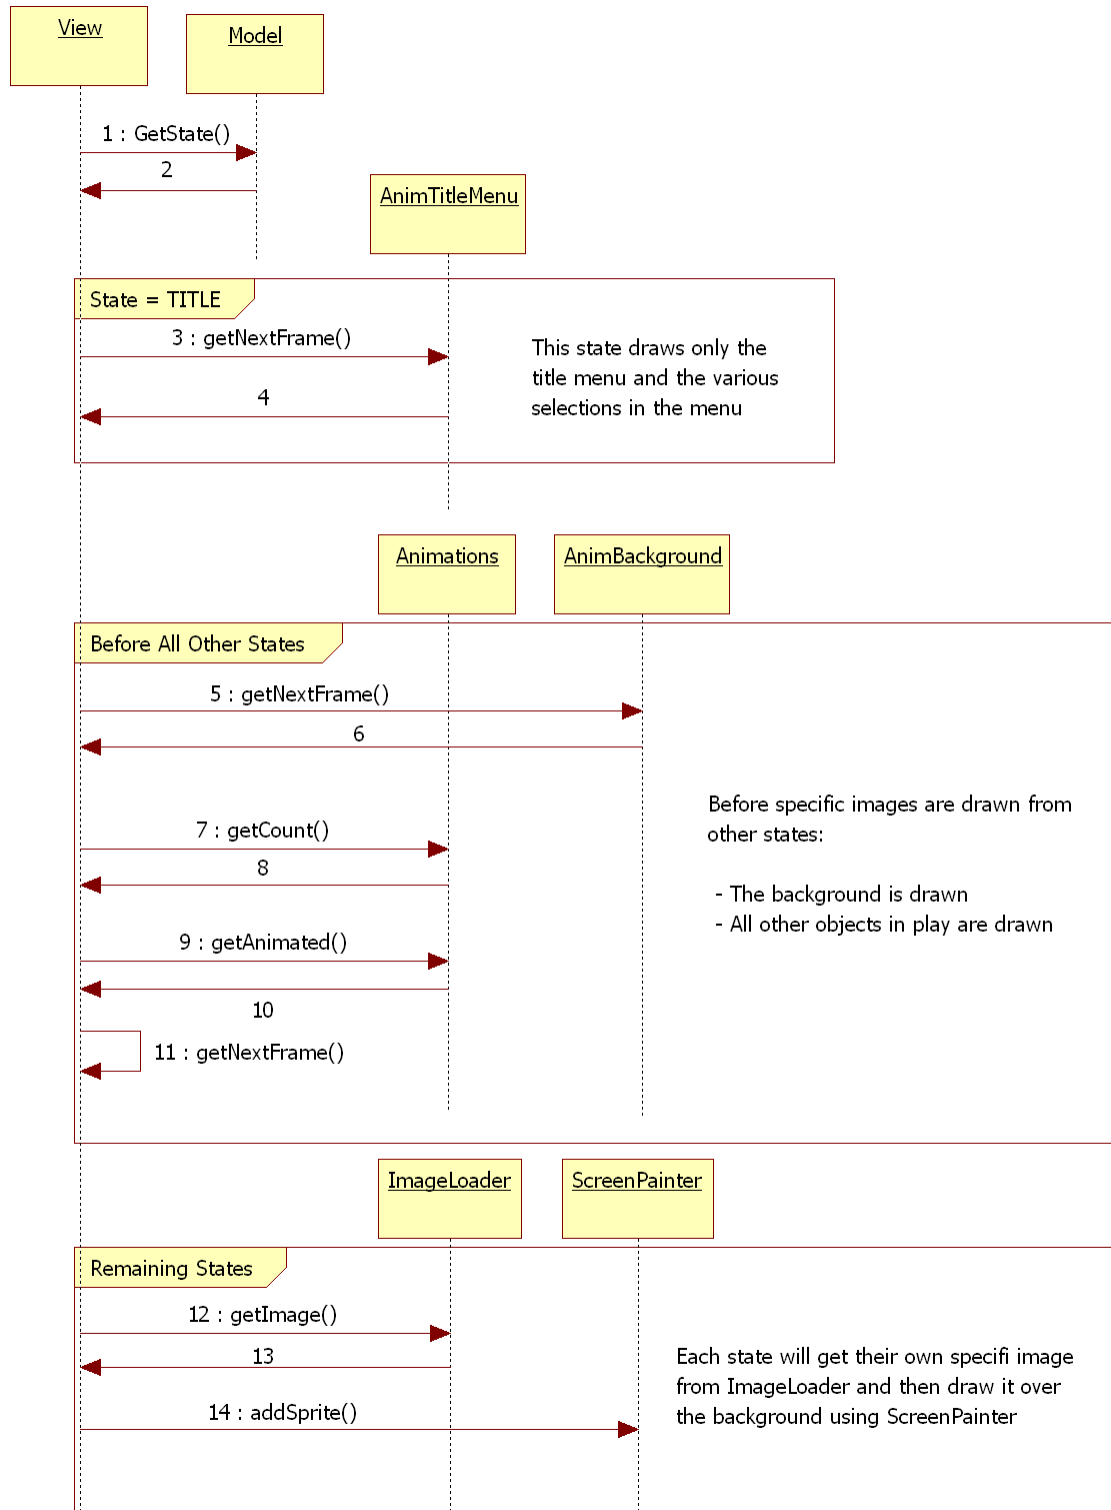 View
Model
1 : GetState()
2
AnimTitleMenu
State = TITLE
3 : getNextFrame()
This state draws only the
title menu and the various
selections in the menu
4
Animations
AnimBackground
Before All Other States
5 : getNextFrame()
6
Before specific images are drawn from
other states:
- The background is drawn
- All other objects in play are drawn
7 : getCount()
8
9 : getAnimated()
10
11 : getNextFrame()
ImageLoader
ScreenPainter
Remaining States
12 : getImage()
13
Each state will get their own specifi image
from ImageLoader and then draw it over
the background using ScreenPainter
14 : addSprite()